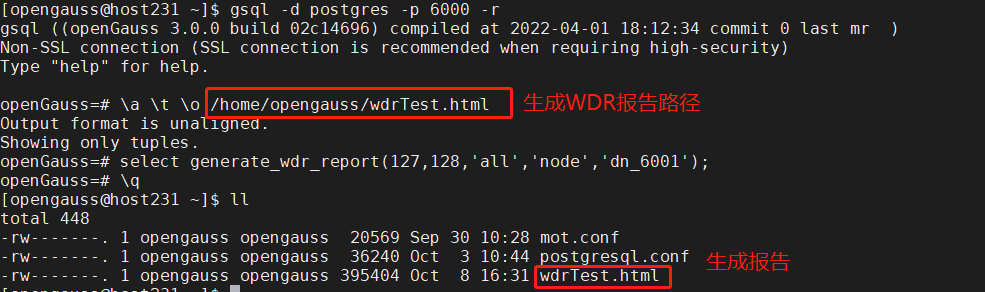 [opengauss@host231 ~]$ gsql -d postgres -p 6000 -r
gsql ((openGauss 3.0.0 build 02c14696) compiled at 2022-04-01 18:12:34 commit 0 last mr  )
Non-SSL connection (SSL connection is recommended when requiring high-security)
Type "help" for help.
openGauss=# \a \t \o /home/opengauss/wdrTest.html 生成WDR报告路径
Output format is unaligned.
Showing only tuples.
openGauss=# select generate_wdr_report(127,128,'all','node','dn_6001');
openGauss=# \q
[opengauss@host231 ~]$ ll
total 448
-rw-------. 1 opengauss opengauss  20569 Sep 30 10:28 mot.conf
-rw-------. 1 opengauss opengauss  36240 Oct  3 10:44 postgresql.conf
-rw-------. 1 opengauss opengauss 395404 Oct  8 16:31 wdrTest.html 生成报告
[opengauss@host231 ~]$